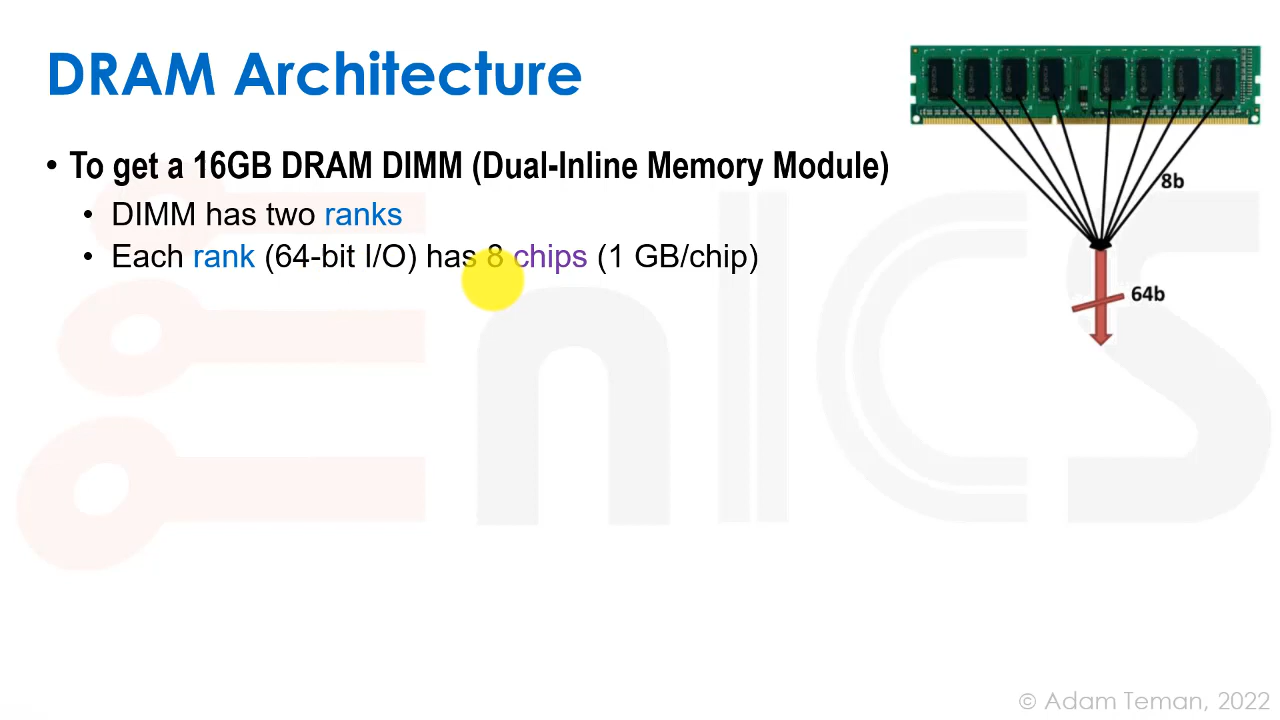 DRAM Architecture
• To get a 16GB DRAM DIMM (Dual-Inline Memory Module)
• DIMM has two ranks
• Each rank (64-bit I/O) has 8 chips (1 GB/chip)
8b
64b
EnICS
© Adam Teman, 2022